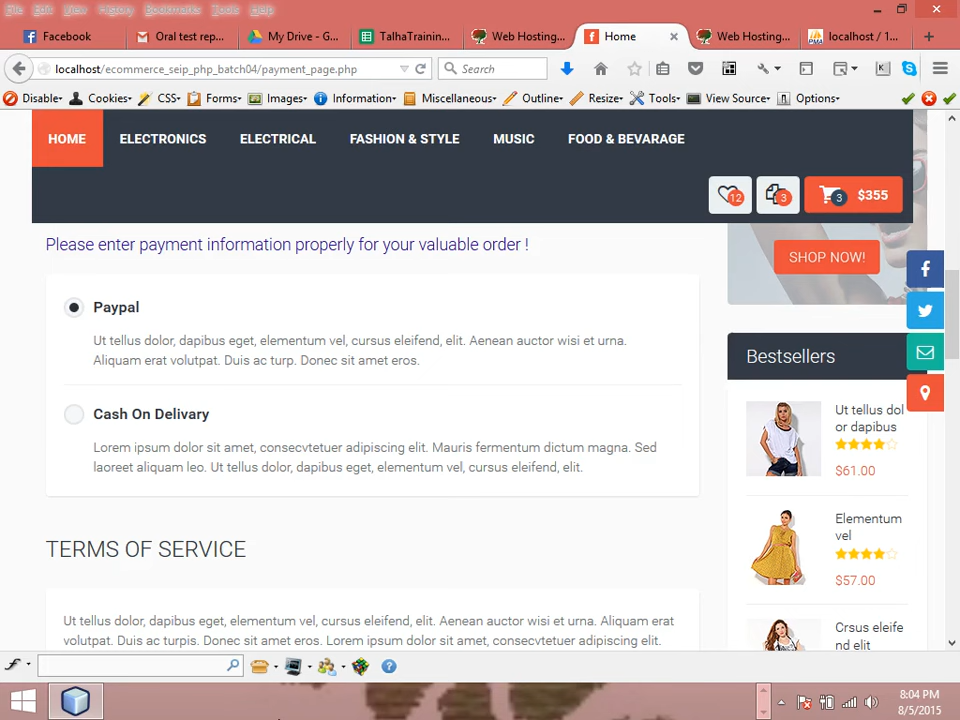 File Edit View History Bookmarks Tools Help
Facebook
Oral test rep...
My Drive - G...
TalhaTrainin...
Web Hosting...
Home
Web Hosting...
localhost / 1...
localhost/ecommerce_seip_php_batch04/payment_page.php
Search
Disable Cookies CSS Forms Images Information Miscellaneous Outline Resize Tools View Source Options
HOME ELECTRONICS ELECTRICAL FASHION & STYLE MUSIC FOOD & BEVARAGE
12 3 3 $355
Please enter payment information properly for your valuable order !
SHOP NOW!
Paypal
Ut tellus dolor, dapibus eget, elementum vel, cursus eleifend, elit. Aenean auctor wisi et urna.
Aliquam erat volutpat. Duis ac turp. Donec sit amet eros.
Cash On Delivery
Lorem ipsum dolor sit amet, consecvtetuer adipiscing elit. Mauris fermentum dictum magna. Sed
laoreet aliquam leo. Ut tellus dolor, dapibus eget, elementum vel, cursus eleifend, elit.
TERMS OF SERVICE
Ut tellus dolor, dapibus eget, elementum vel, cursus eleifend, elit. Aenean auctor wisi et urna. Aliquam erat
volutpat. Duis ac turpis. Donec sit amet eros. Lorem ipsum dolor sit amet, consecvtetuer adipiscing elit.
Bestsellers
Ut tellus dol
or dapibus
$61.00
Elementum
vel
$57.00
Crsus eleife
nd elit
8:04 PM
8/5/2015